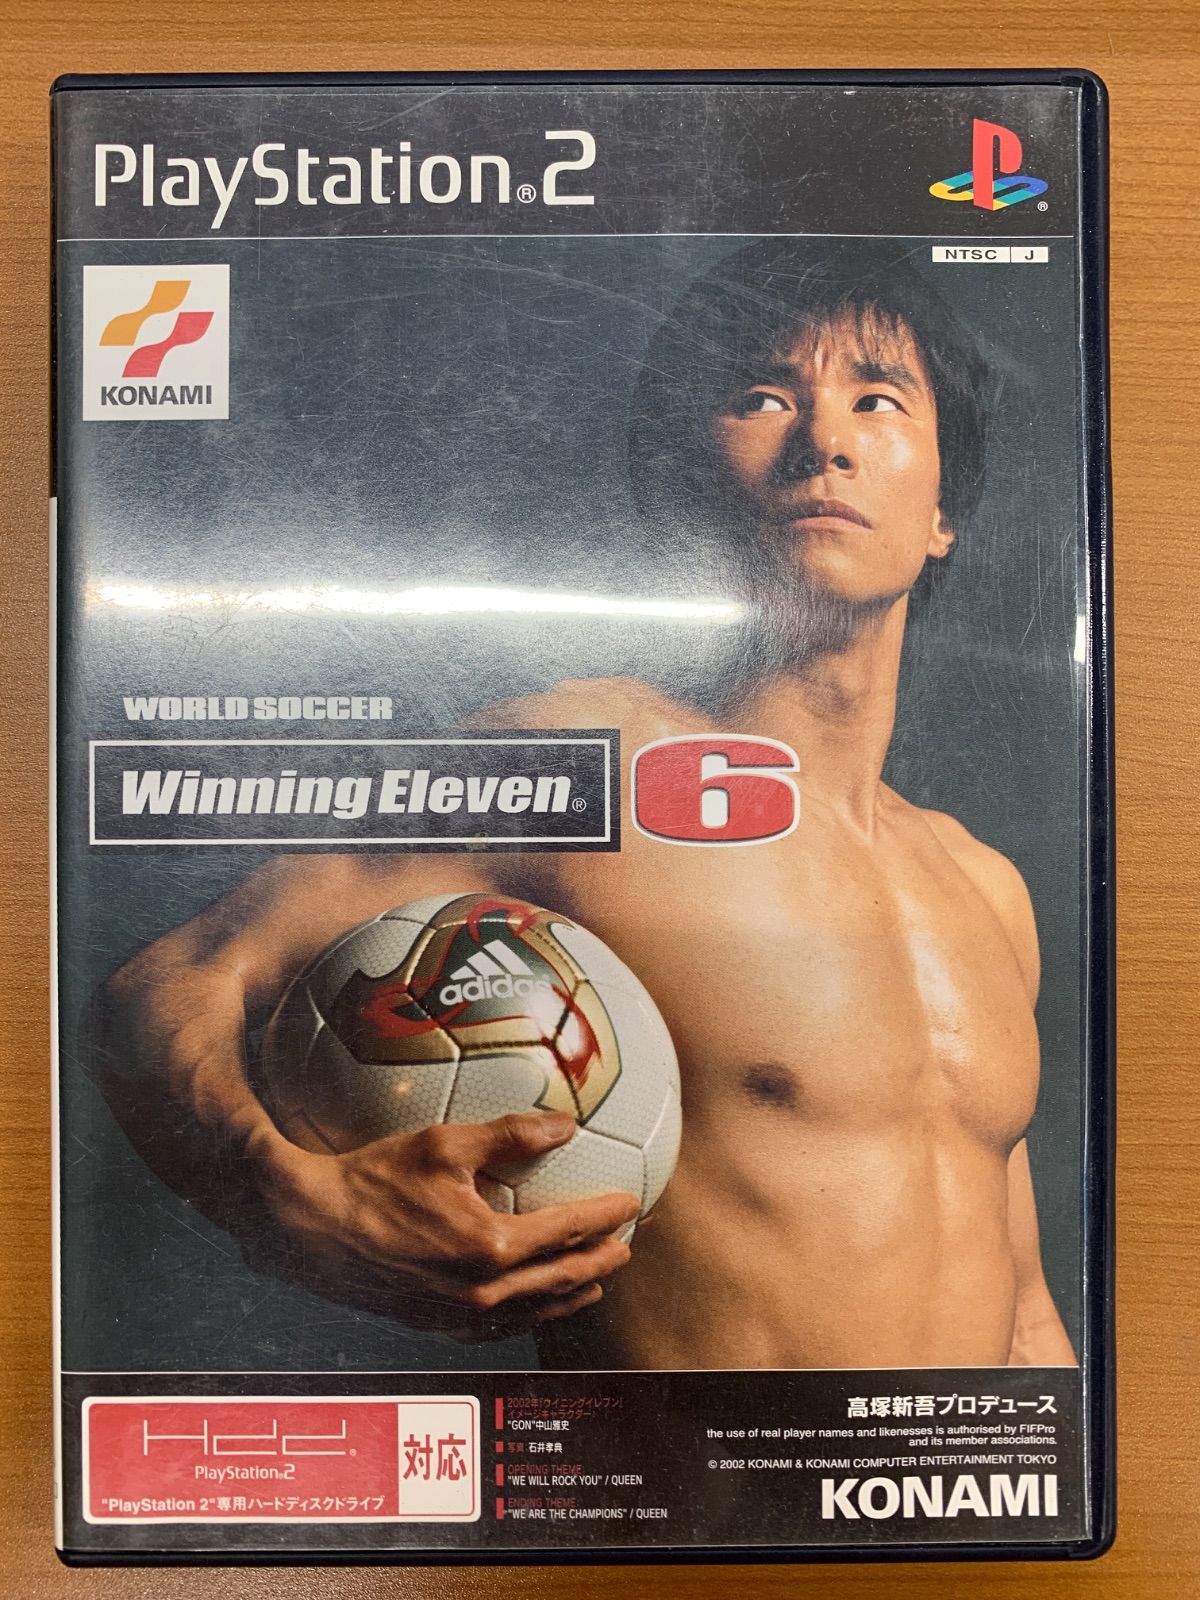 PlayStation®2
NTSC J
KONAMI
WORLD SOCCER
Winning Eleven® 6
adidas
HDD®
PlayStation®2
"PlayStation 2"専用ハードディスクドライブ
対応
2002年『ウイニングイレブン』
イメージキャラクター:
"GON"中山雅史
写真:石井孝典
OPENING THEME:
"WE WILL ROCK YOU" / QUEEN
ENDING THEME:
"WE ARE THE CHAMPIONS" / QUEEN
高塚新吾プロデュース
the use of real player names and likenesses is authorised by FIFPro
and its member associations.
© 2002 KONAMI & KONAMI COMPUTER ENTERTAINMENT TOKYO
KONAMI